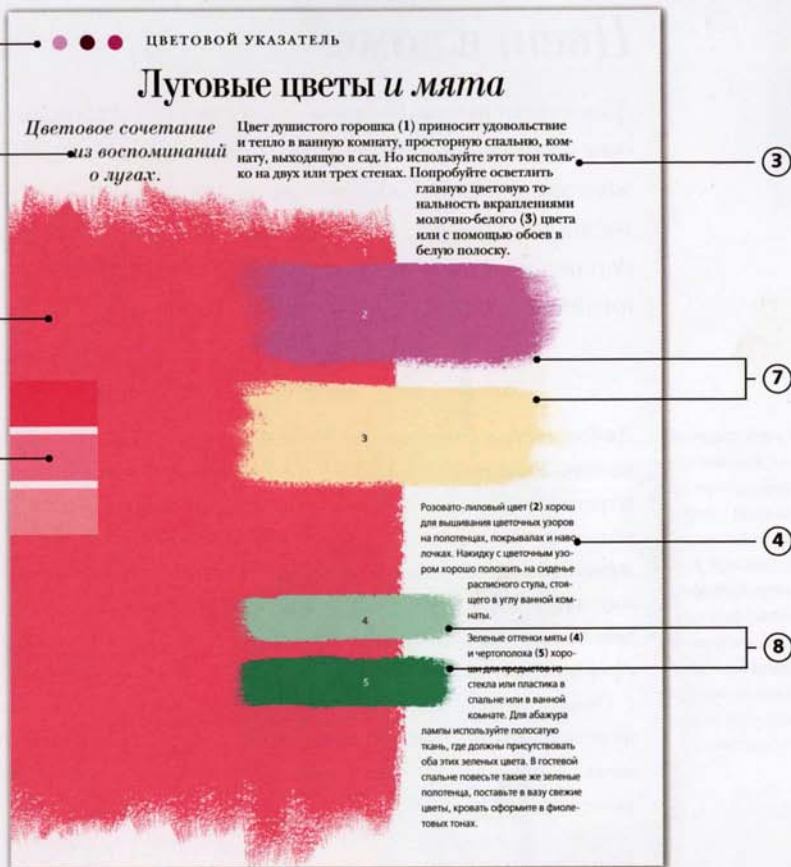 ЦВЕТОВОЙ УКАЗАТЕЛЬ
Луговые цветы и мята
Цветовое сочетание
из воспоминаний
о лугах.
Цвет душистого горошка (1) приносит удовольствие
и тепло в ванную комнату, просторную спальню, ком-
нату, выходящую в сад. Но используйте этот тон толь-
ко на двух или трех стенах. Попробуйте осветлить
главную цветовую то-
нальность вкраплениями
молочно-белого (3) цвета
или с помощью обоев в
белую полоску.
3
1
2
7
3
Розовато-лиловый цвет (2) хорош
для вышивания цветочных узоров
на полотенцах, покрывалах и наво-
лочках. Накидку с цветочным узо-
ром хорошо положить на сиденье
расписного стула, стоя-
щего в углу ванной ком-
наты.
4
4
Зеленые оттенки мяты (4)
и чертополоха (5) хоро-
ши для предметов из
стекла или пластика в
спальне или в ванной
комнате. Для абажура
лампы используйте полосатую
ткань, где должны присутствовать
оба этих зеленых цвета. В гостевой
спальне повесьте такие же зеленые
полотенца, поставьте в вазу свежие
цветы, кровать оформите в фиоле-
товых тонах.
8
5